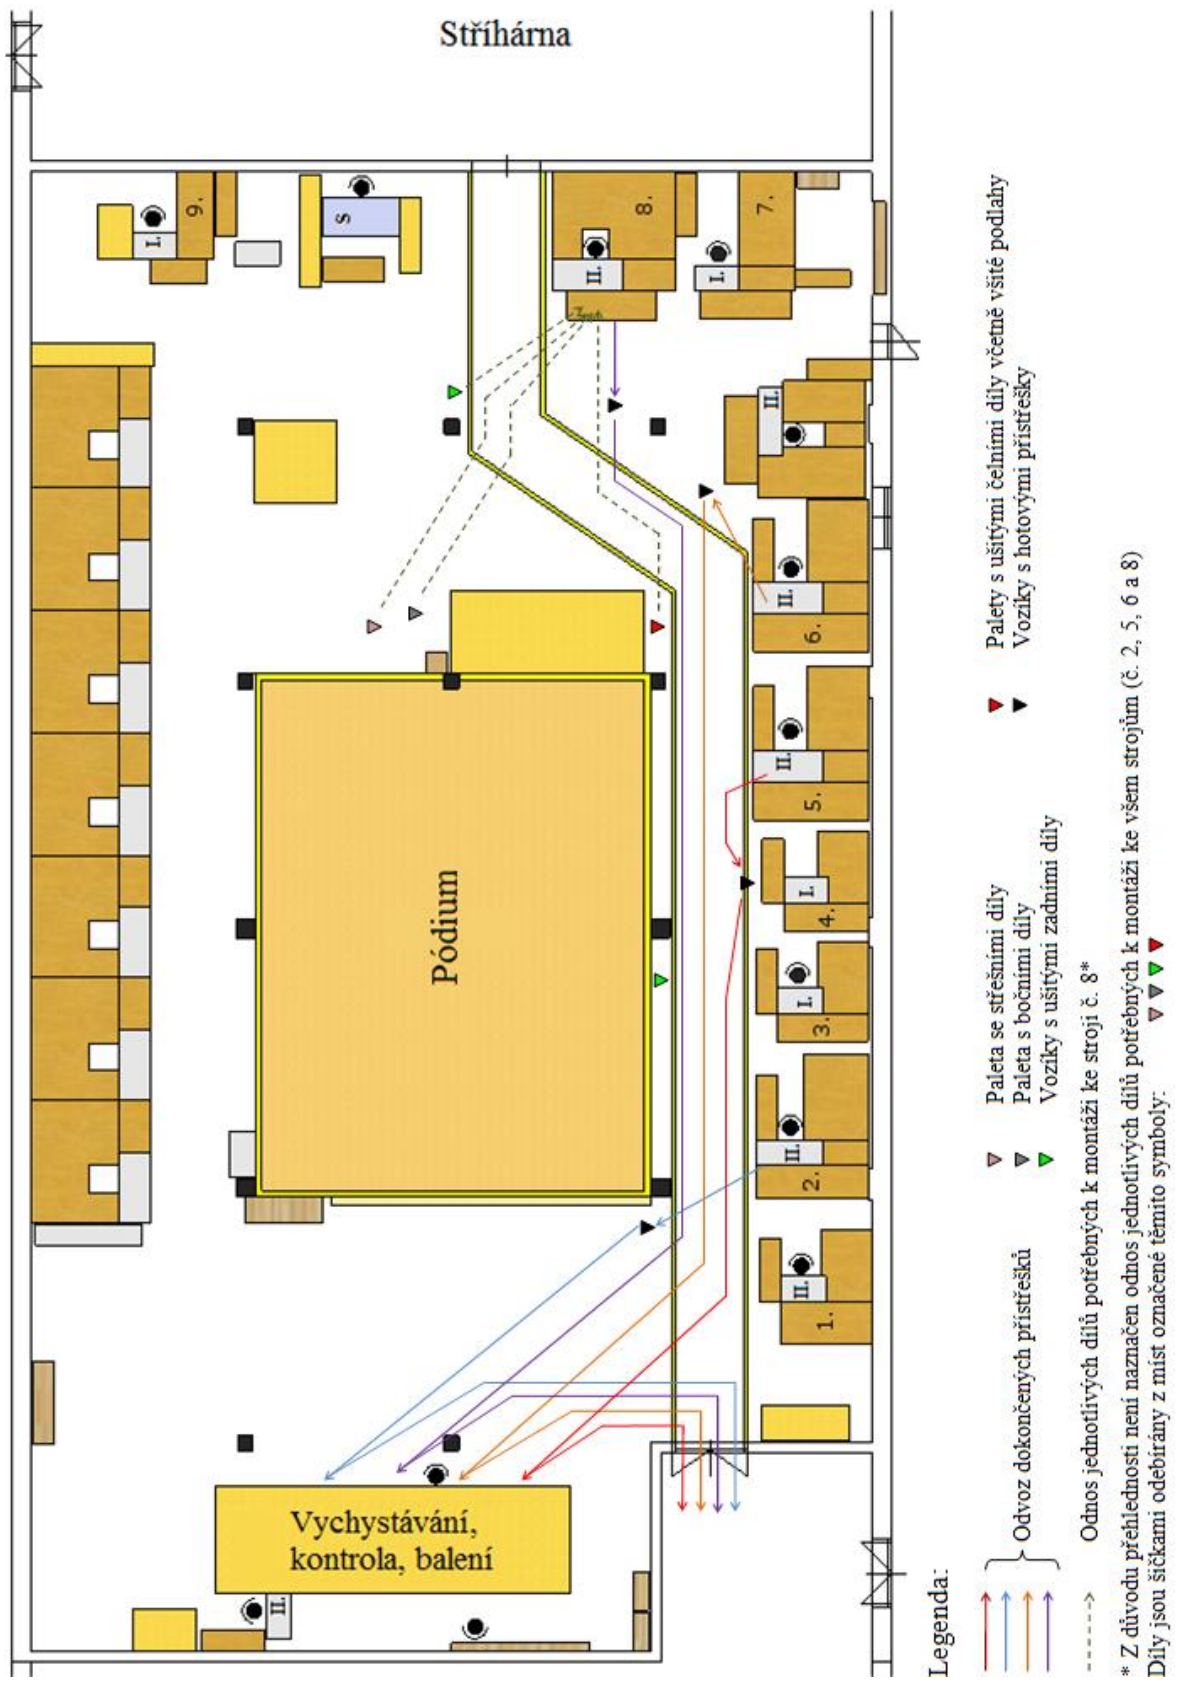 Stříhárna
9.
I.
S
8.
II.
7.
I.
II.
6.
II.
5.
II.
4.
I.
3.
I.
2.
II.
1.
II.
Pódium
Vychystávání,
kontrola, balení
II.
Legenda:
Odvoz dokončených přístřešků
Odnos jednotlivých dílů potřebných k montáži ke stroji č. 8*
Paleta se střešními díly
Paleta s bočními díly
Vozíky s ušitými zadními díly
Palety s ušitými čelními díly včetně všité podlahy
Vozíky s hotovými přístřešky
* Z důvodu přehlednosti není naznačen odnos jednotlivých dílů potřebných k montáži ke všem strojům (č. 2, 5, 6 a 8)
Díly jsou šičkami odebírány z míst označené těmito symboly: